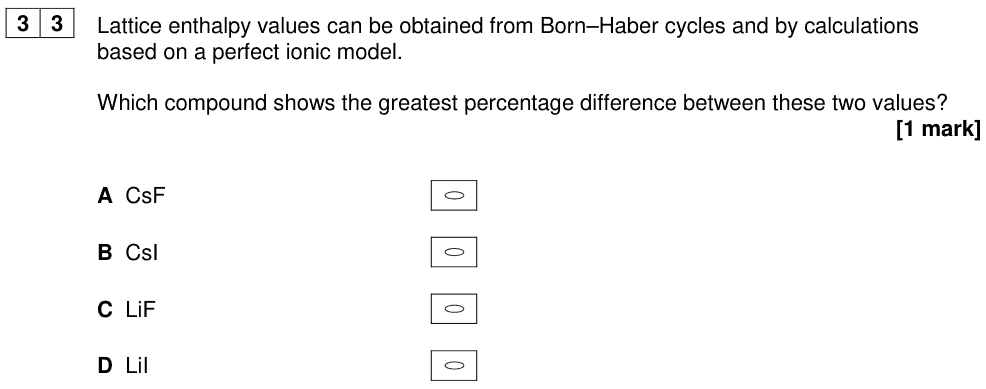 3 3 Lattice enthalpy values can be obtained from Born–Haber cycles and by calculations
based on a perfect ionic model.
Which compound shows the greatest percentage difference between these two values?
[1 mark]
A CsF
B CsI
C LiF
D LiI